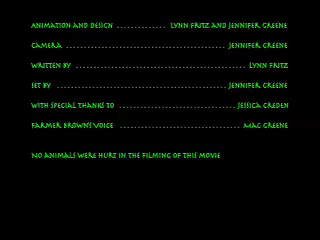 Animation and Design .............. Lynn Fritz and Jennifer Greene
Camera ............................................. Jennifer Greene
Written by ................................................ Lynn Fritz
Set by ................................................ Jennifer Greene
With special thanks to ................................. Jessica Creden
Farmer Brown's Voice .................................. Mac Greene
No animals were hurt in the filming of this movie